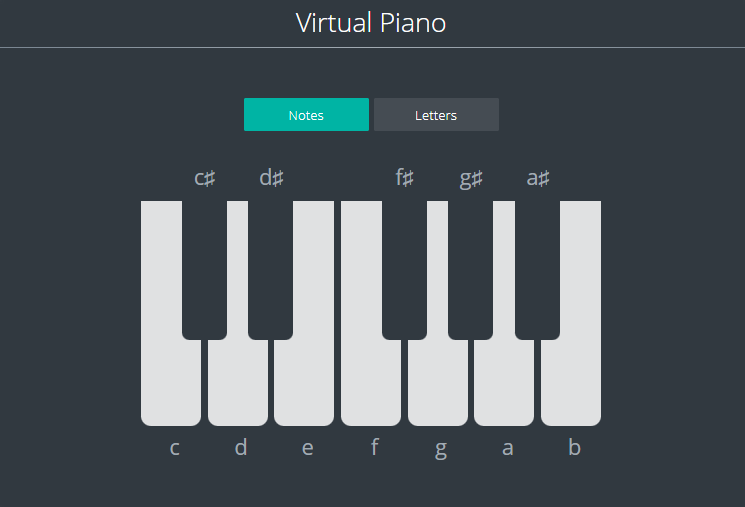 Virtual Piano
Notes Letters
c♯ d♯ f♯ g♯ a♯
c d e f g a b